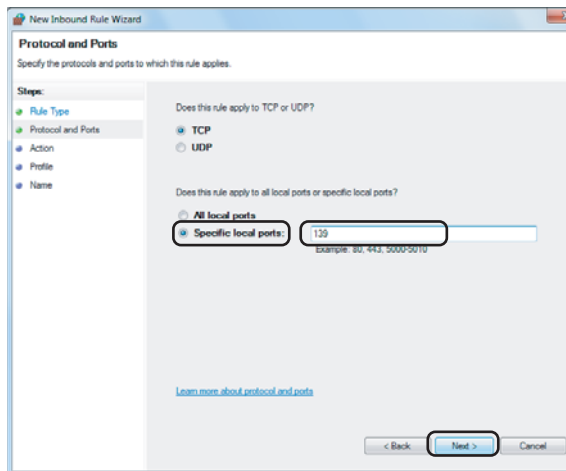 New Inbound Rule Wizard
Protocol and Ports
Specify the protocols and ports to which this rule applies.
Steps:
Rule Type
Protocol and Ports
Action
Profile
Name
Does this rule apply to TCP or UDP?
TCP
UDP
Does this rule apply to all local ports or specific local ports?
All local ports
Specific local ports:
139
Example: 80, 443, 5000-5010
Learn more about protocol and ports
< Back
Next >
Cancel